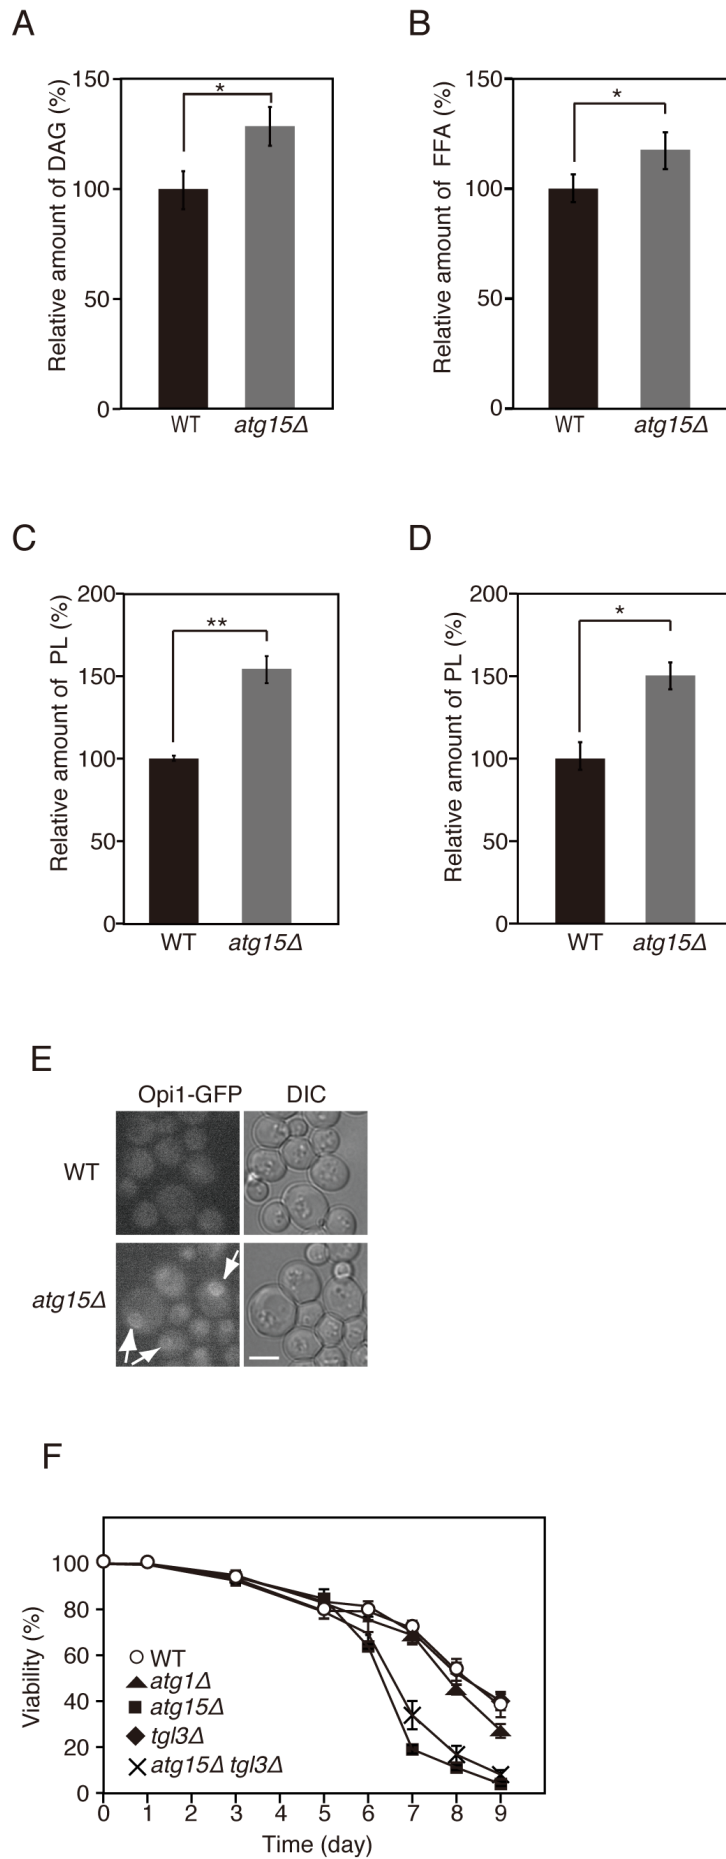 A
B
150
100
50
0
Relative amount of DAG (%)
*
WT
atg15Δ
150
100
50
0
Relative amount of FFA (%)
*
WT
atg15Δ
C
D
200
150
100
50
0
Relative amount of PL (%)
**
WT
atg15Δ
200
150
100
50
0
Relative amount of PL (%)
*
WT
atg15Δ
E
Opi1-GFP
DIC
WT
atg15Δ
F
Viability (%)
100
80
60
40
20
0
WT
atg1Δ
atg15Δ
tgl3Δ
atg15Δ tgl3Δ
0 1 2 3 4 5 6 7 8 9
Time (day)